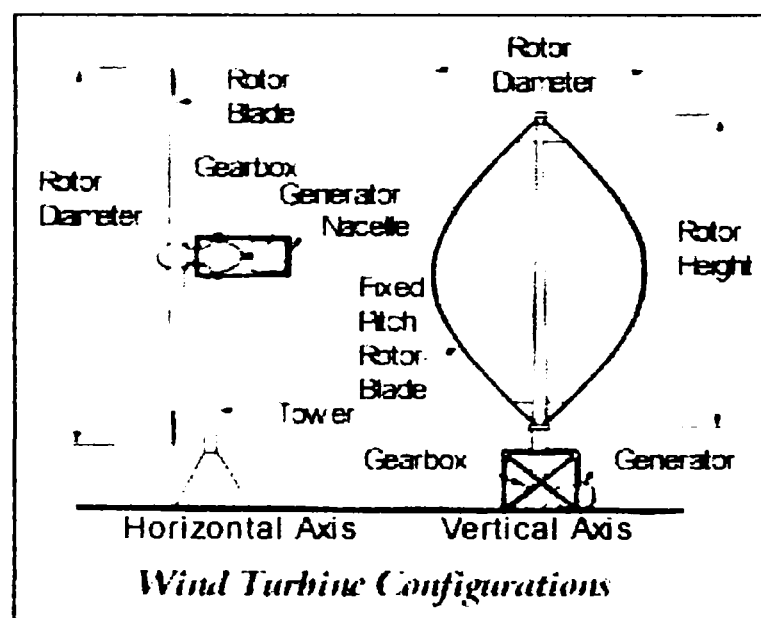 Rotor
Blade
Gearbox
Rotor
Diameter
Generator
Nacelle
Tower
Horizontal Axis
Rotor
Diameter
Rotor
Height
Fixed
Pitch
Rotor
Blade
Gearbox
Generator
Vertical Axis
Wind Turbine Configurations